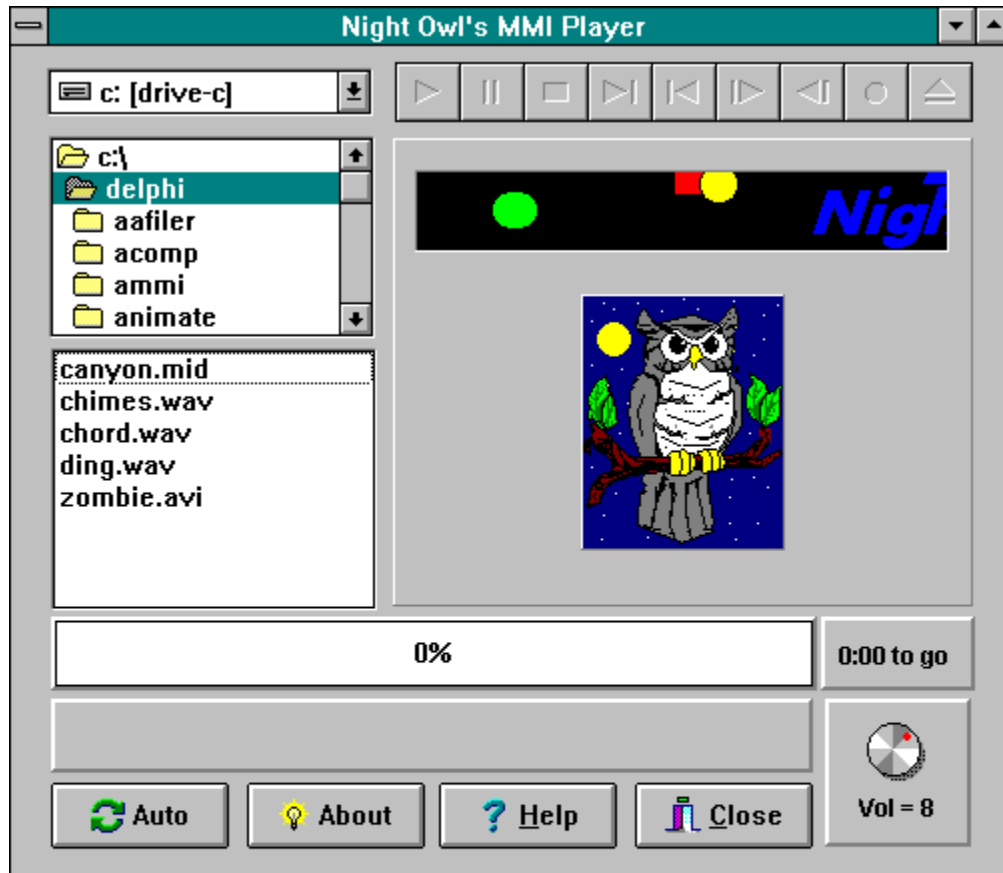 Night Owl's MMI Player
c: [drive-c]
c:\
delphi
aafiler
acomp
ammi
animate
canyon.mid
chimes.wav
chord.wav
ding.wav
zombie.avi
0%
0:00 to go
Auto
About
Help
Close
Vol = 8